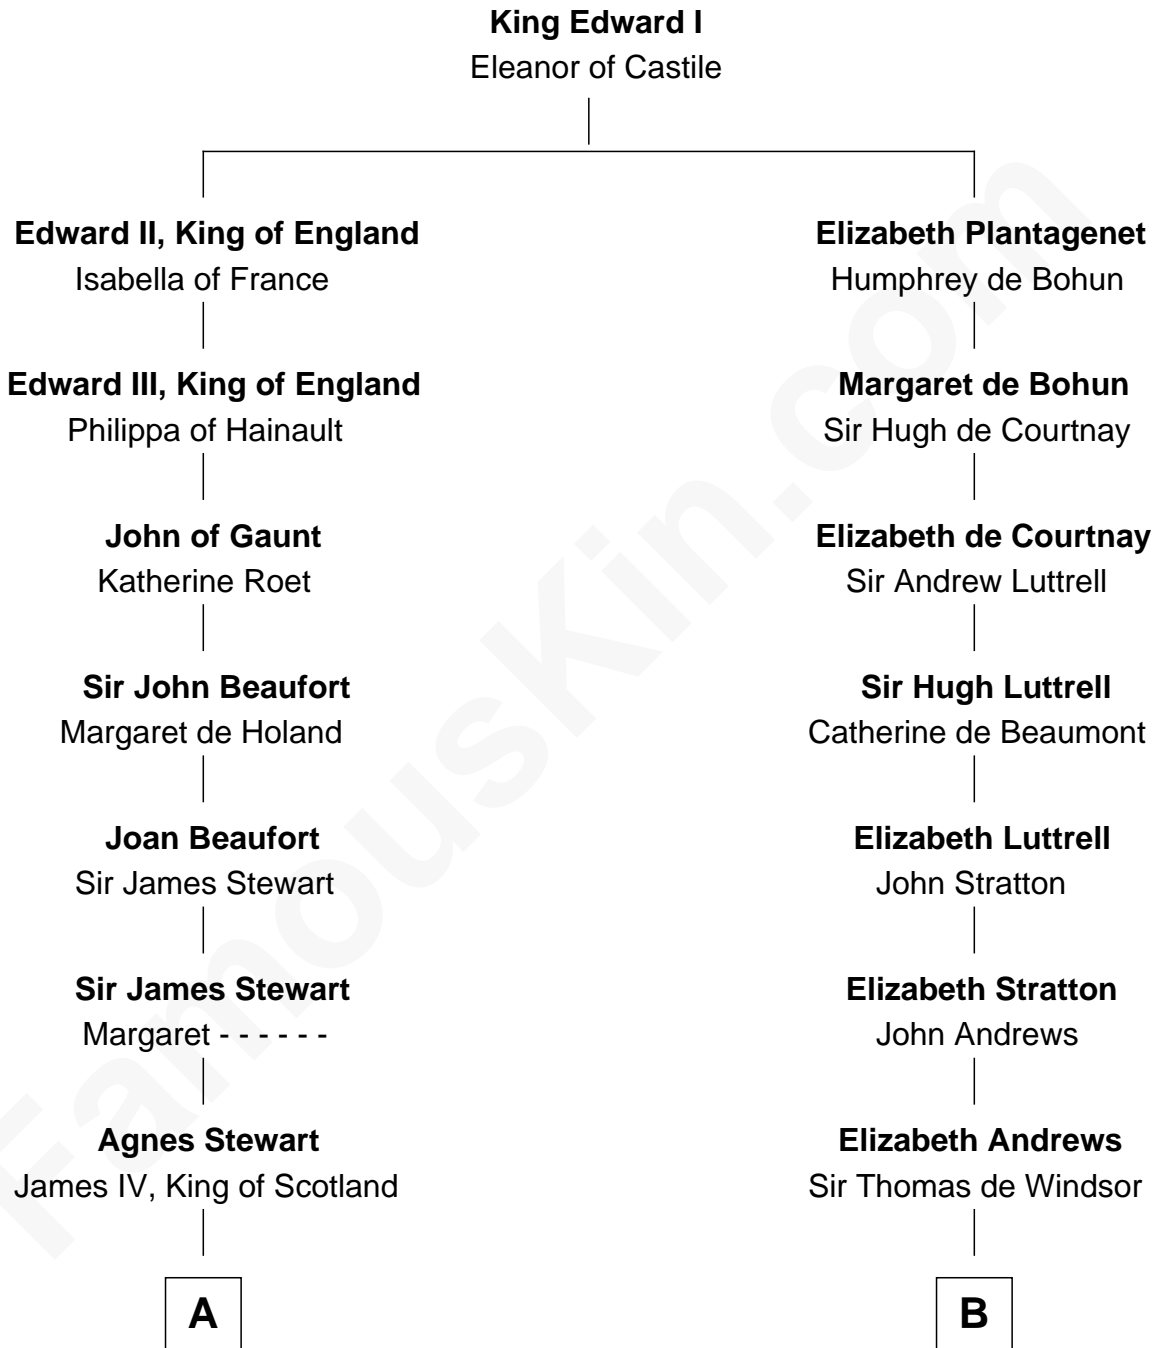 King Edward I
Eleanor of Castile
Edward II, King of England
Isabella of France
Elizabeth Plantagenet
Humphrey de Bohun
Edward III, King of England
Philippa of Hainault
Margaret de Bohun
Sir Hugh de Courtnay
John of Gaunt
Katherine Roet
Elizabeth de Courtnay
Sir Andrew Luttrell
Sir John Beaufort
Margaret de Holand
Sir Hugh Luttrell
Catherine de Beaumont
Joan Beaufort
Sir James Stewart
Elizabeth Luttrell
John Stratton
Sir James Stewart
Margaret - - - - - -
Elizabeth Stratton
John Andrews
Agnes Stewart
James IV, King of Scotland
Elizabeth Andrews
Sir Thomas de Windsor
A
B
FamousKin.com